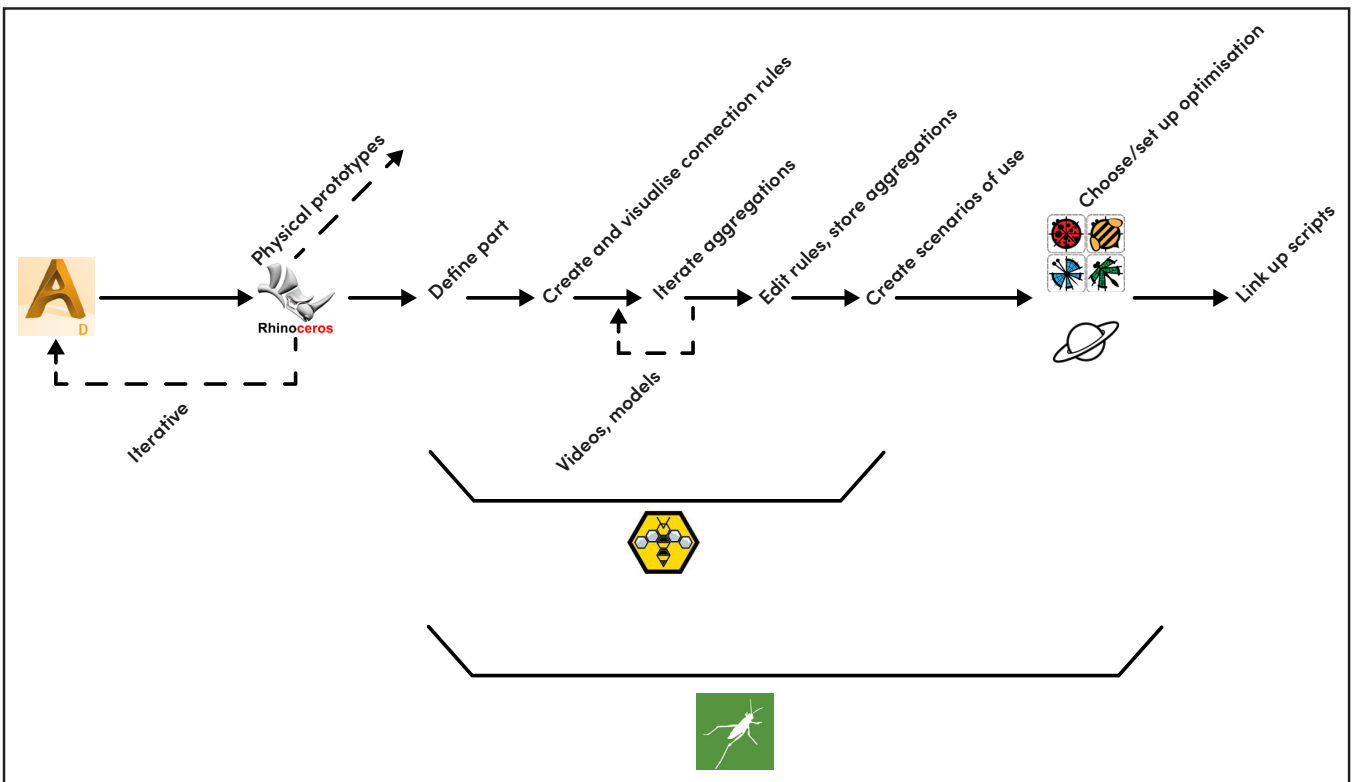 A
D
Iterative
Physical prototypes
Rhinoceros
Define part
Create and visualise connection rules
Iterate aggregations
Videos, models
Edit rules, store aggregations
Create scenarios of use
Choose/set up optimisation
Link up scripts